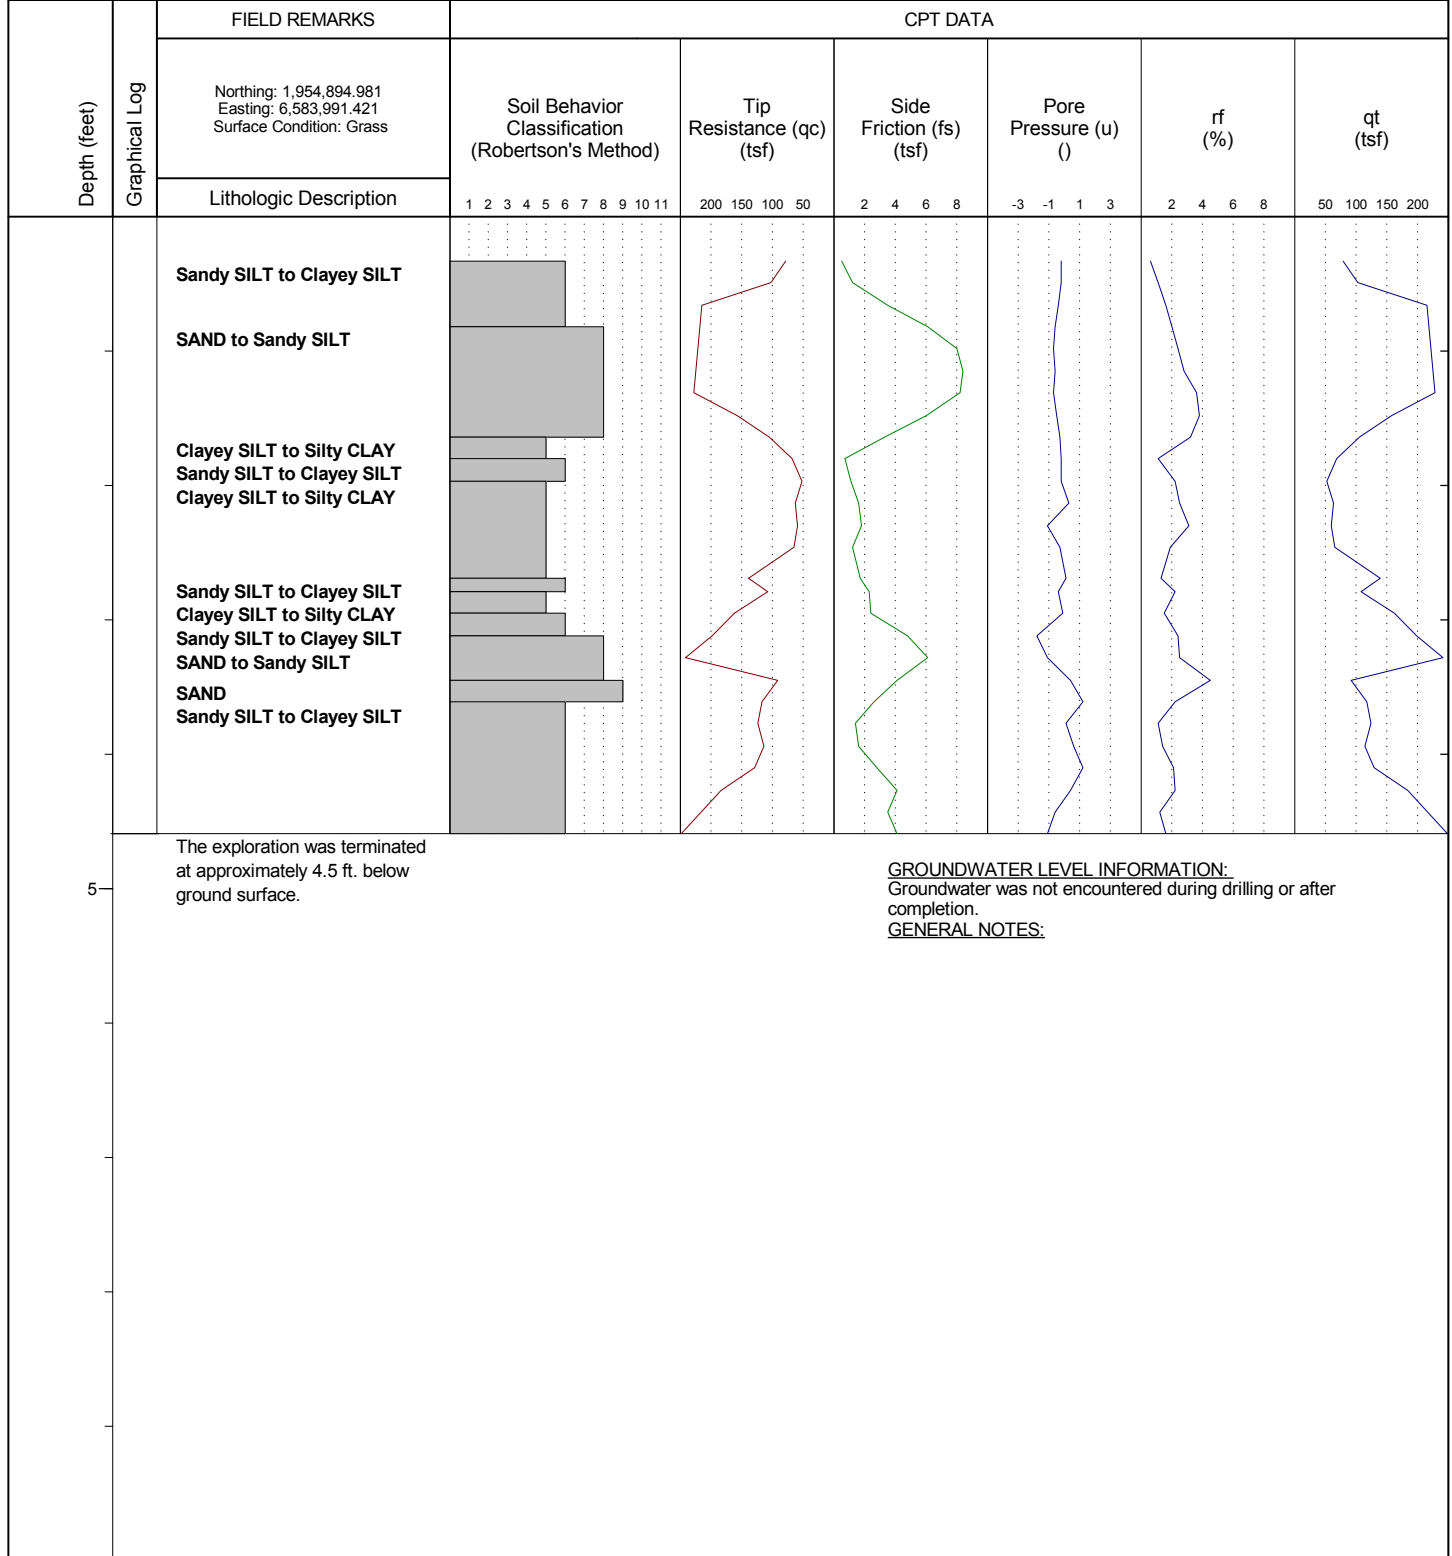 FIELD REMARKS
CPT DATA
Depth (feet)
Graphical Log
Northing: 1,954,894.981
Easting: 6,583,991.421
Surface Condition: Grass
Lithologic Description
Soil Behavior
Classification
(Robertson's Method)
1 2 3 4 5 6 7 8 9 10 11
Tip
Resistance (qc)
(tsf)
200 150 100 50
Side
Friction (fs)
(tsf)
2 4 6 8
Pore
Pressure (u)
()
-3 -1 1 3
rf
(%)
2 4 6 8
qt
(tsf)
50 100 150 200
Sandy SILT to Clayey SILT
SAND to Sandy SILT
Clayey SILT to Silty CLAY
Sandy SILT to Clayey SILT
Clayey SILT to Silty CLAY
Sandy SILT to Clayey SILT
Clayey SILT to Silty CLAY
Sandy SILT to Clayey SILT
SAND to Sandy SILT
SAND
Sandy SILT to Clayey SILT
The exploration was terminated
at approximately 4.5 ft. below
ground surface.
5
GROUNDWATER LEVEL INFORMATION:
Groundwater was not encountered during drilling or after
completion.
GENERAL NOTES: